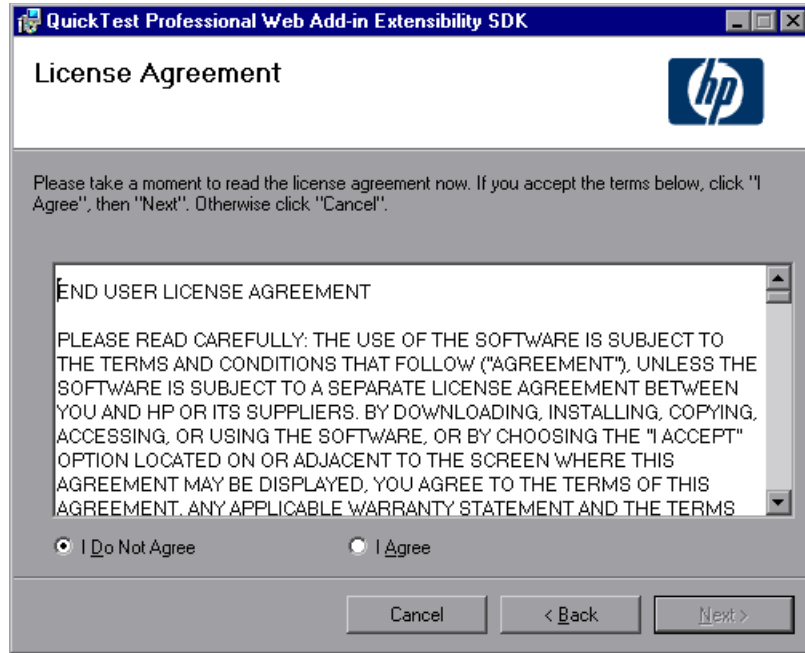 QuickTest Professional Web Add-in Extensibility SDK
License Agreement
hp
Please take a moment to read the license agreement now. If you accept the terms below, click "I
Agree", then "Next". Otherwise click "Cancel".
END USER LICENSE AGREEMENT
PLEASE READ CAREFULLY: THE USE OF THE SOFTWARE IS SUBJECT TO
THE TERMS AND CONDITIONS THAT FOLLOW ("AGREEMENT"), UNLESS THE
SOFTWARE IS SUBJECT TO A SEPARATE LICENSE AGREEMENT BETWEEN
YOU AND HP OR ITS SUPPLIERS. BY DOWNLOADING, INSTALLING, COPYING,
ACCESSING, OR USING THE SOFTWARE, OR BY CHOOSING THE "I ACCEPT"
OPTION LOCATED ON OR ADJACENT TO THE SCREEN WHERE THIS
AGREEMENT MAY BE DISPLAYED, YOU AGREE TO THE TERMS OF THIS
AGREEMENT. ANY APPLICABLE WARRANTY STATEMENT AND THE TERMS
I Do Not Agree I Agree
Cancel < Back Next >